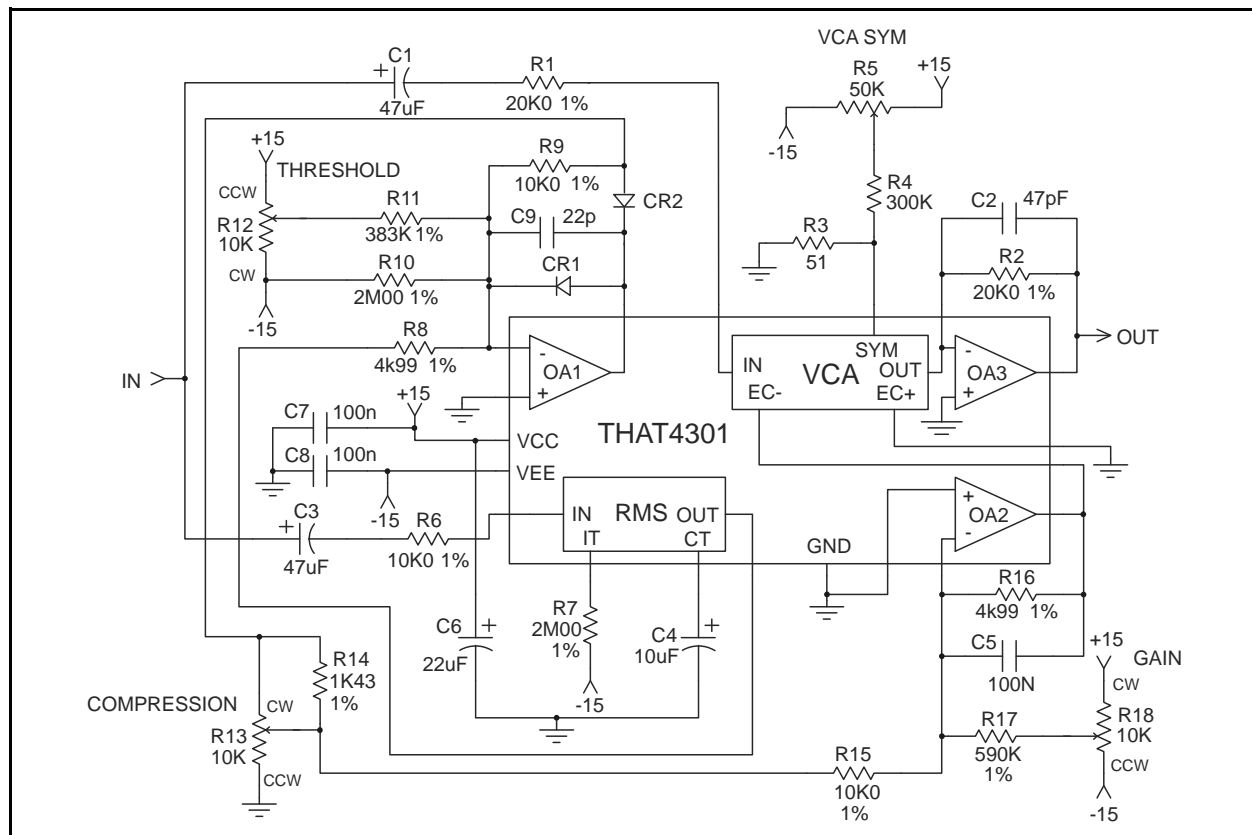 VCA SYM
C1
+
47uF
R1
20K0 1%
R5
50K
+15
-15
+15
THRESHOLD
CCW
R12
10K
CW
-15
R11
383K 1%
R10
2M00 1%
R9
10K0 1%
C9 22p
CR2
CR1
R4
300K
R3
51
C2 47pF
R2
20K0 1%
R8
4k99 1%
IN
-
OA1
+
IN
SYM
VCA
OUT
EC-
EC+
-
OA3
+
OUT
+15
C7 100n
C8 100n
VCC
VEE
-15
THAT4301
C3
+
47uF
R6
10K0 1%
IN
RMS
OUT
IT
CT
GND
+
OA2
-
R7
2M00
1%
-15
C6
+
22uF
C4
+
10uF
R16
4k99 1%
C5
100N
+15
GAIN
CW
R18
10K
CCW
-15
R17
590K
1%
R14
1K43
1%
COMPRESSION
CW
R13
10K
CCW
R15
10K0
1%